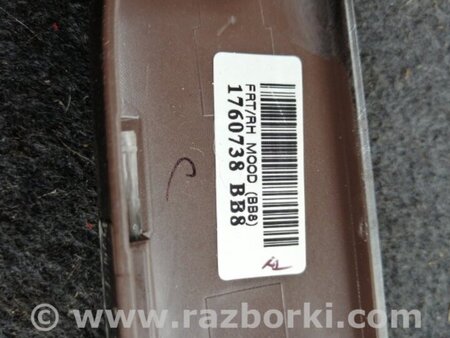 FRT/RH MOOD (BB8)
1760738 BB8
© www.razborki.com